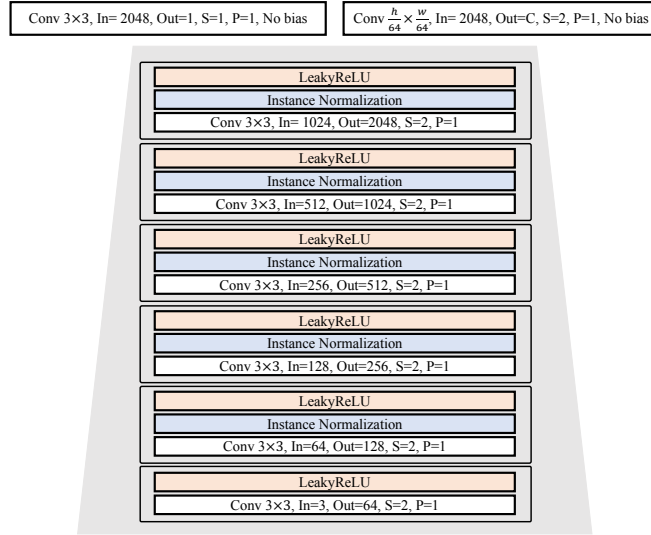 Conv 3×3, In= 2048, Out=1, S=1, P=1, No bias
Conv h/64 × w/64, In= 2048, Out=C, S=2, P=1, No bias
LeakyReLU
Instance Normalization
Conv 3×3, In= 1024, Out=2048, S=2, P=1
LeakyReLU
Instance Normalization
Conv 3×3, In=512, Out=1024, S=2, P=1
LeakyReLU
Instance Normalization
Conv 3×3, In=256, Out=512, S=2, P=1
LeakyReLU
Instance Normalization
Conv 3×3, In=128, Out=256, S=2, P=1
LeakyReLU
Instance Normalization
Conv 3×3, In=64, Out=128, S=2, P=1
LeakyReLU
Conv 3×3, In=3, Out=64, S=2, P=1